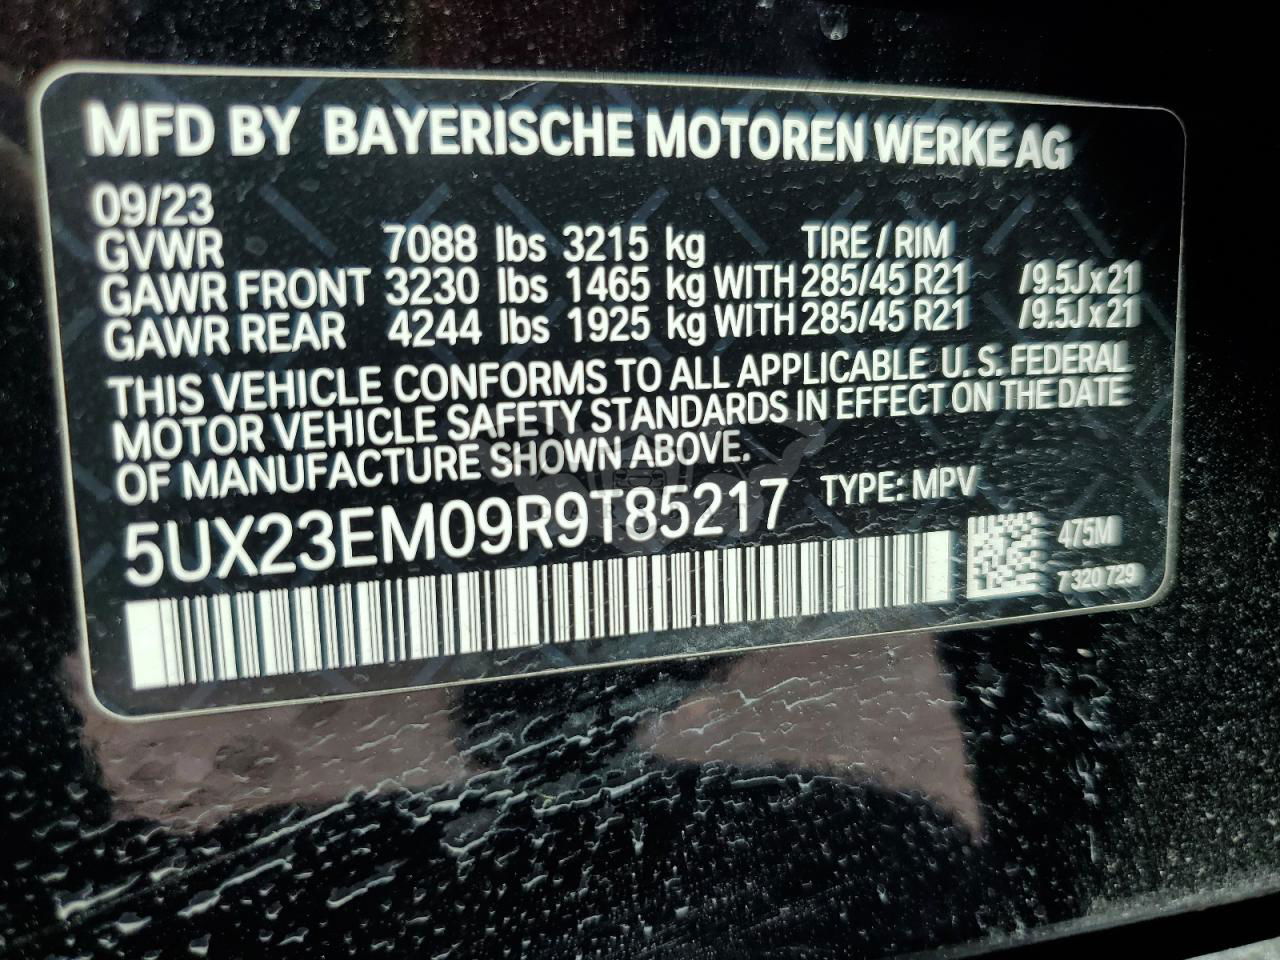 MFD BY BAYERISCHE MOTOREN WERKE AG
09/23
GVWR 7088 lbs 3215 kg TIRE / RIM
GAWR FRONT 3230 lbs 1465 kg WITH 285/45 R21 /9.5Jx21
GAWR REAR 4244 lbs 1925 kg WITH 285/45 R21 /9.5Jx21
THIS VEHICLE CONFORMS TO ALL APPLICABLE U.S. FEDERAL
MOTOR VEHICLE SAFETY STANDARDS IN EFFECT ON THE DATE
OF MANUFACTURE SHOWN ABOVE.
5UX23EM09R9T85217 TYPE: MPV
475M
7 320 729